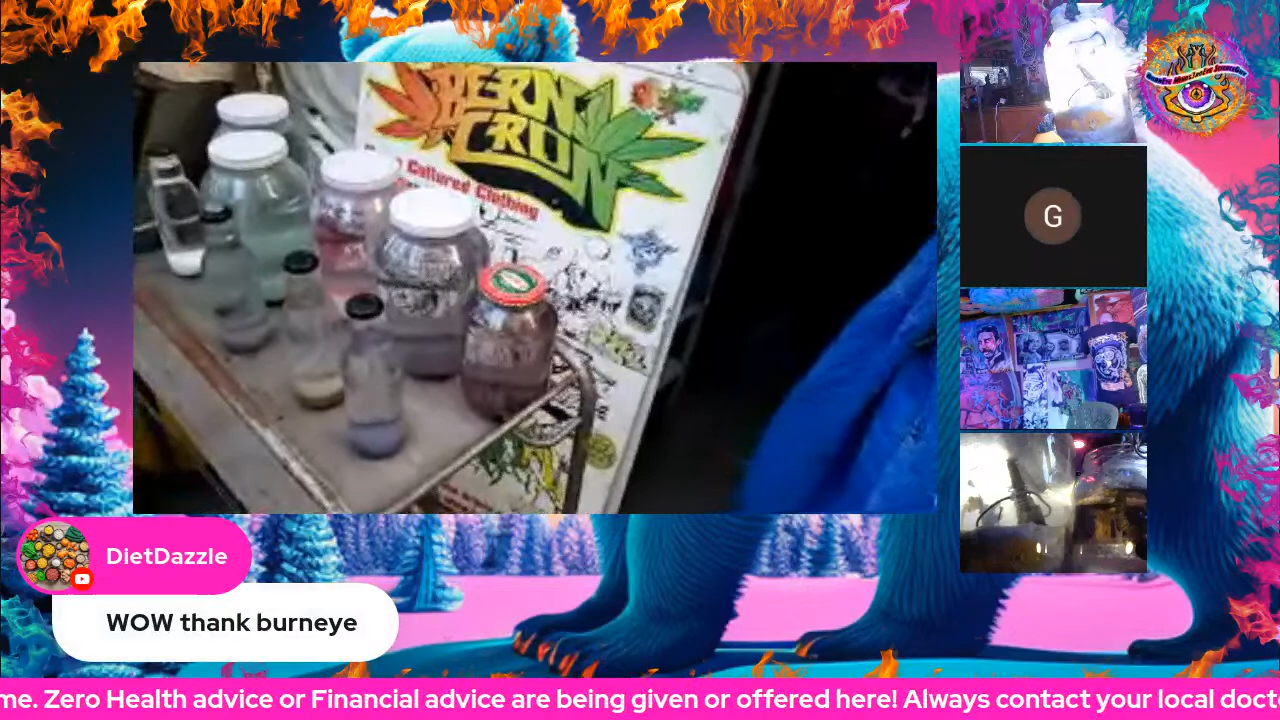 BERN
CRUN
Cultured Clothing
G
DietDazzle
WOW thank burneye
me. Zero Health advice or Financial advice are being given or offered here! Always contact your local doct